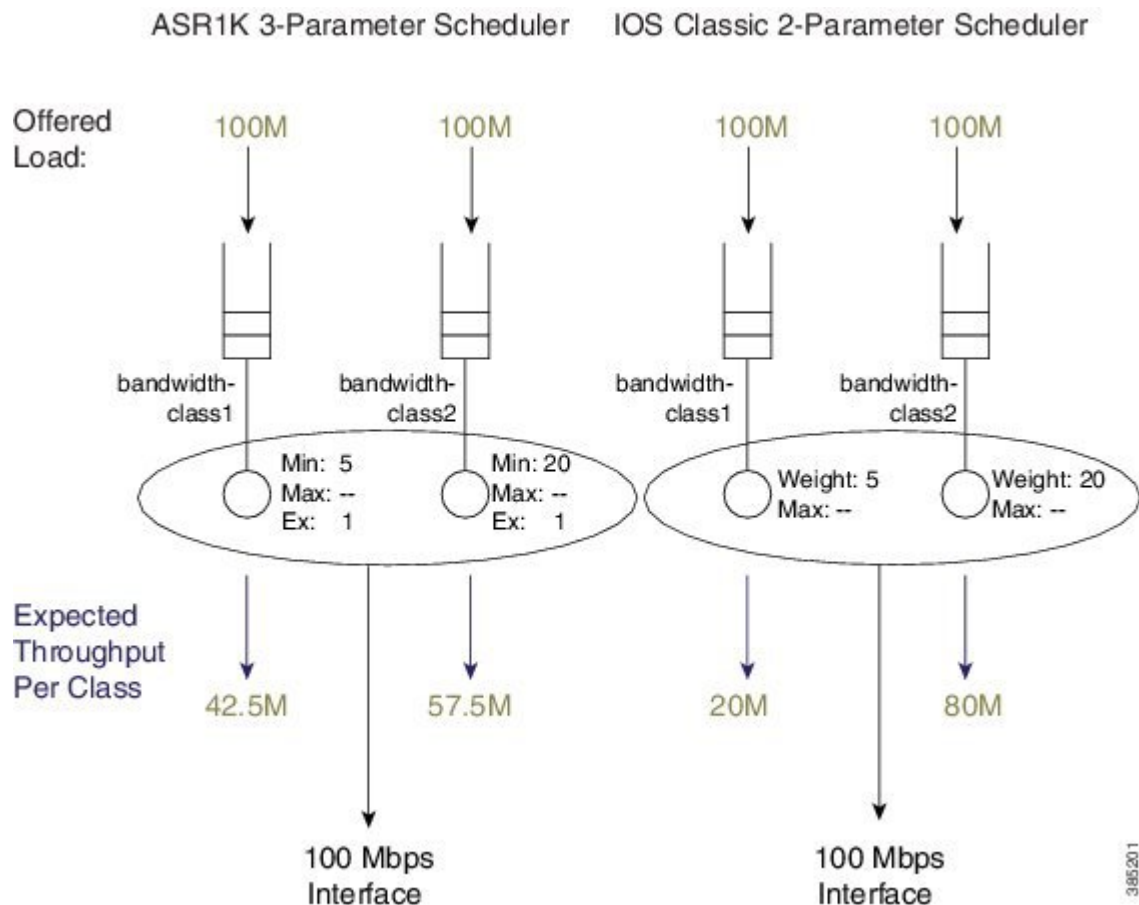 ASR1K 3-Parameter Scheduler
IOS Classic 2-Parameter Scheduler
Offered
Load:
100M
100M
100M
100M
bandwidth-
class1
bandwidth-
class2
bandwidth-
class1
bandwidth-
class2
Min: 5
Max: --
Ex: 1
Min: 20
Max: --
Ex: 1
Weight: 5
Max: --
Weight: 20
Max: --
Expected
Throughput
Per Class
42.5M
57.5M
20M
80M
100 Mbps
Interface
100 Mbps
Interface
385201